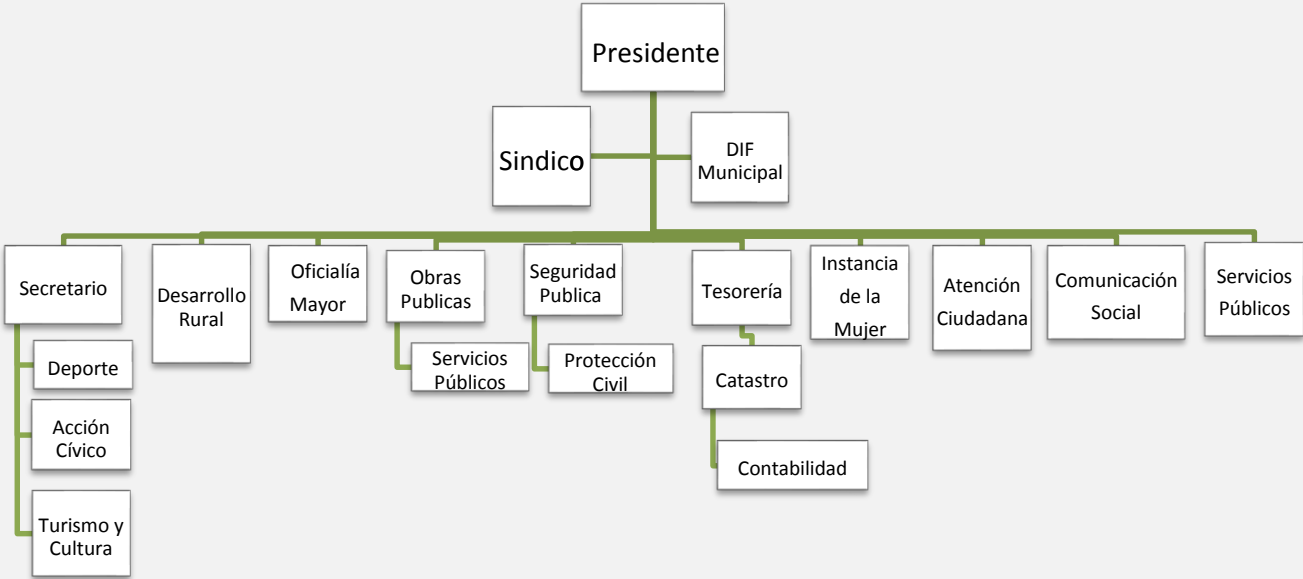 Presidente
Sindico
DIF
Municipal
Secretario
Desarrollo
Rural
Oficialía
Mayor
Obras
Publicas
Seguridad
Publica
Tesorería
Instancia
de la
Mujer
Atención
Ciudadana
Comunicación
Social
Servicios
Públicos
Deporte
Servicios
Públicos
Protección
Civil
Catastro
Acción
Cívico
Contabilidad
Turismo y
Cultura